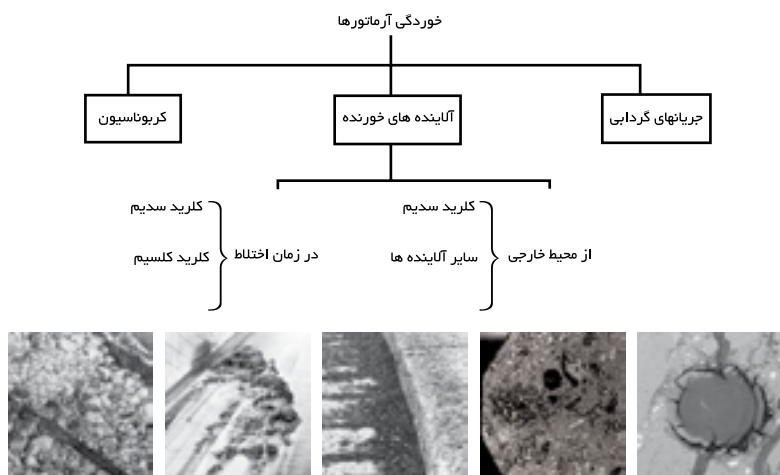 خوردگی آرماتورها
جریانهای گردابی
آلاینده های خورنده
کربوناسیون
از محیط خارجی
کلرید سدیم
سایر آلاینده ها
در زمان اختلاط
کلرید سدیم
کلرید کلسیم